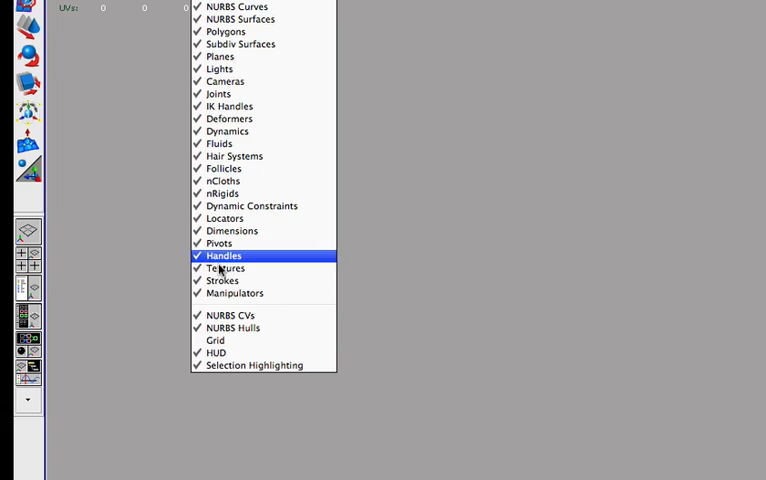 UVs: 0 0 0
NURBS Curves
NURBS Surfaces
Polygons
Subdiv Surfaces
Planes
Lights
Cameras
Joints
IK Handles
Deformers
Dynamics
Fluids
Hair Systems
Follicles
nCloths
nRigids
Dynamic Constraints
Locators
Dimensions
Pivots
Handles
Textures
Strokes
Manipulators
NURBS CVs
NURBS Hulls
Grid
HUD
Selection Highlighting